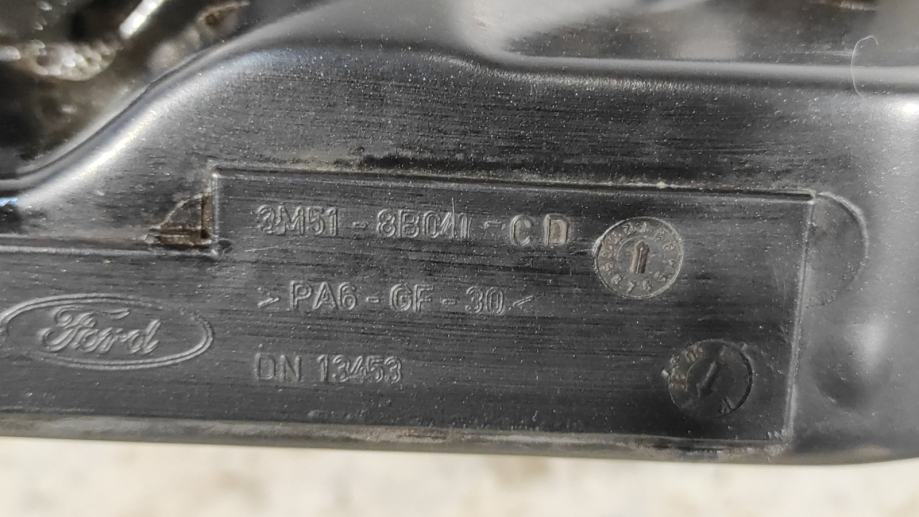 3M51-8B041-CD
>PA6-GF-30<
Ford
DN 13453